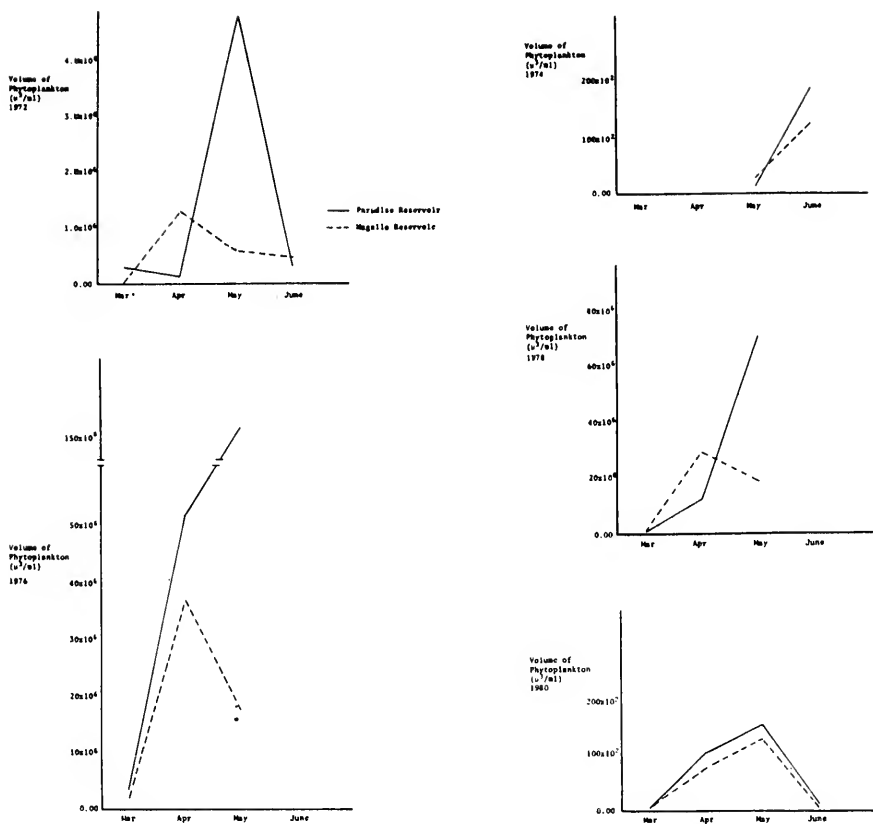 Volume of
Phytoplankton
(u³/ml)
1972
4.0x10⁶
3.0x10⁶
2.0x10⁶
1.0x10⁶
0.00
Mar
Apr
May
June
Paradise Reservoir
Magello Reservoir
Volume of
Phytoplankton
(u³/ml)
1974
200x10²
100x10²
0.00
Mar
Apr
May
June
Volume of
Phytoplankton
(u³/ml)
1976
150x10⁶
50x10⁶
40x10⁶
30x10⁶
20x10⁶
10x10⁶
0.00
Mar
Apr
May
June
Volume of
Phytoplankton
(u³/ml)
1978
80x10⁶
60x10⁶
40x10⁶
20x10⁶
0.00
Mar
Apr
May
June
Volume of
Phytoplankton
(u³/ml)
1980
200x10²
100x10²
0.00
Mar
Apr
May
June